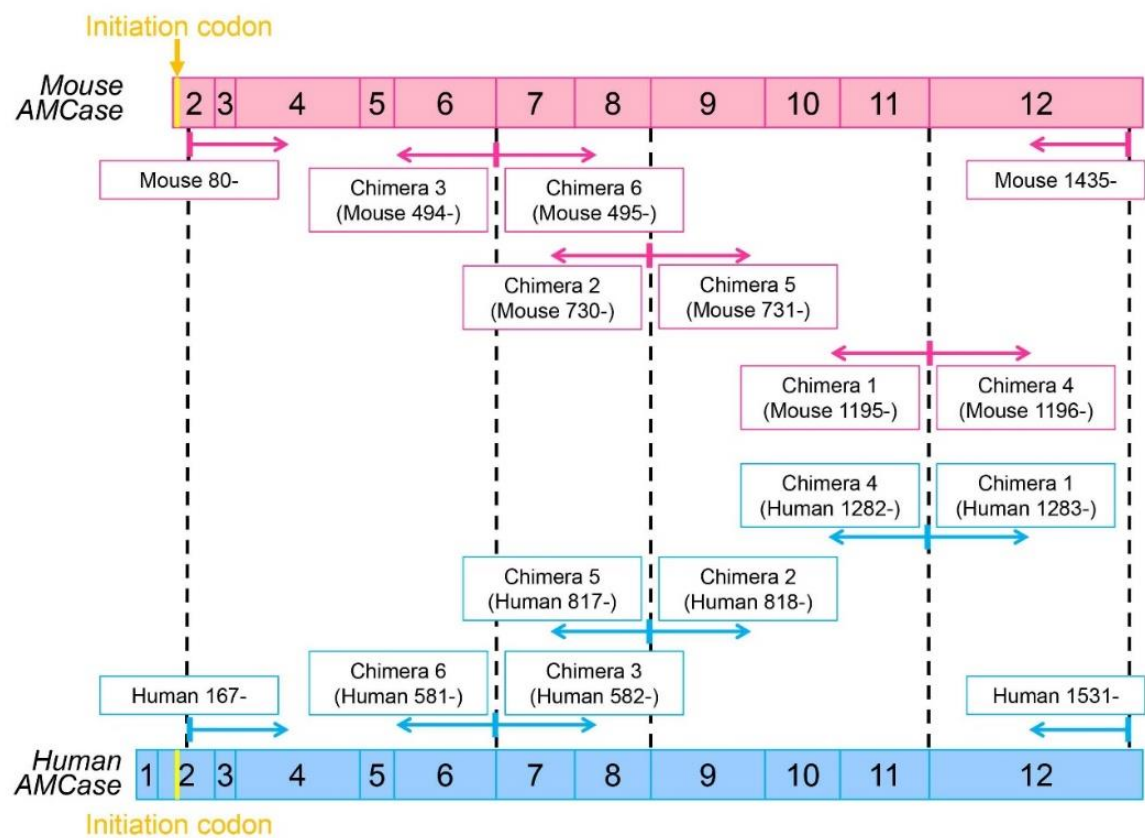 Initiation codon
Mouse
AMCase
2 3 4 5 6 7 8 9 10 11 12
Mouse 80-
Chimera 3
(Mouse 494-)
Chimera 6
(Mouse 495-)
Mouse 1435-
Chimera 2
(Mouse 730-)
Chimera 5
(Mouse 731-)
Chimera 1
(Mouse 1195-)
Chimera 4
(Mouse 1196-)
Chimera 4
(Human 1282-)
Chimera 1
(Human 1283-)
Chimera 5
(Human 817-)
Chimera 2
(Human 818-)
Human 167-
Chimera 6
(Human 581-)
Chimera 3
(Human 582-)
Human 1531-
Human
AMCase
1 2 3 4 5 6 7 8 9 10 11 12
Initiation codon